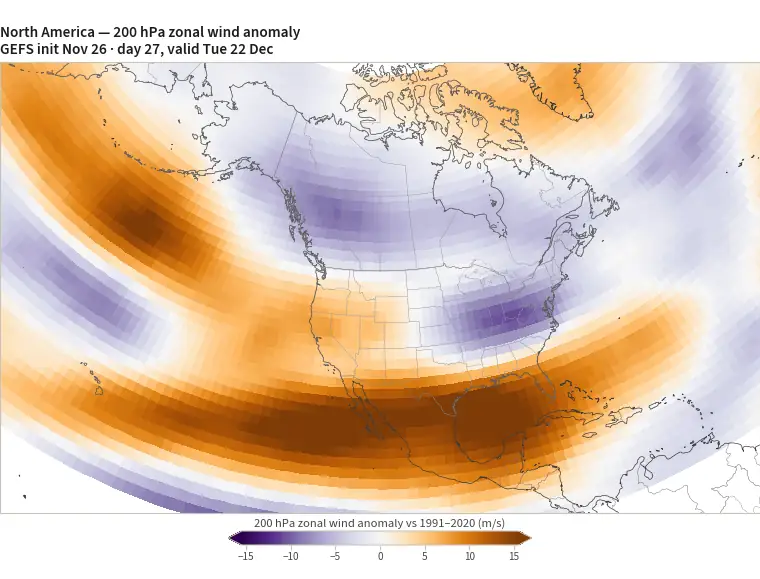 North America — 200 hPa zonal wind anomaly
GEFS init Nov 26 · day 27, valid Tue 22 Dec
200 hPa zonal wind anomaly vs 1991–2020 (m/s)
−15 −10 −5 0 5 10 15